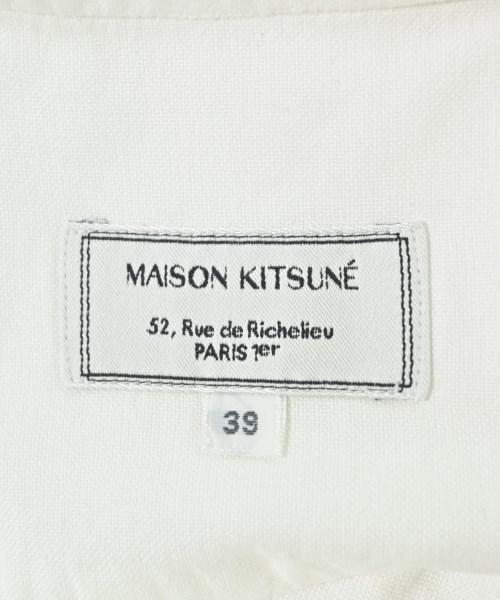 MAISON KITSUNÉ
52, Rue de Richelieu
PARIS 1er
39